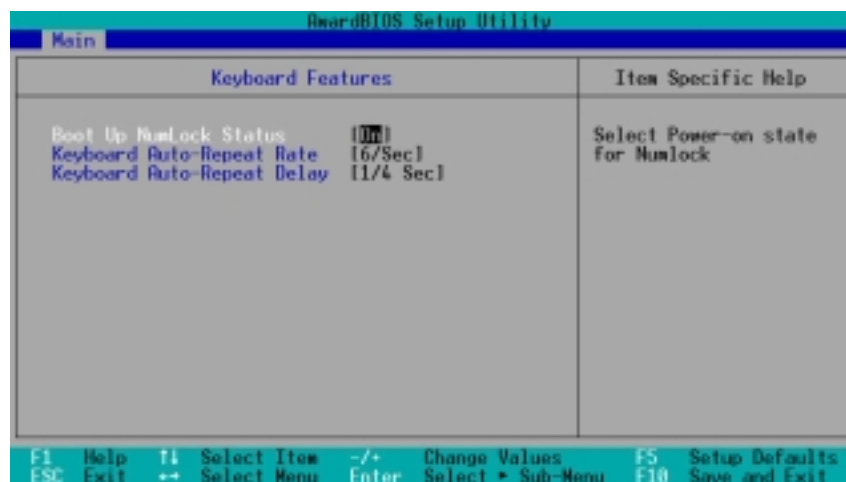 AwardBIOS Setup Utility
Main
Keyboard Features
Item Specific Help
Boot Up NumLock Status [On]
Keyboard Auto-Repeat Rate [6/Sec]
Keyboard Auto-Repeat Delay [1/4 Sec]
Select Power-on state
for Numlock
F1 Help ↑↓ Select Item -/+ Change Values F5 Setup Defaults
ESC Exit ←→ Select Menu Enter Select ► Sub-Menu F10 Save and Exit